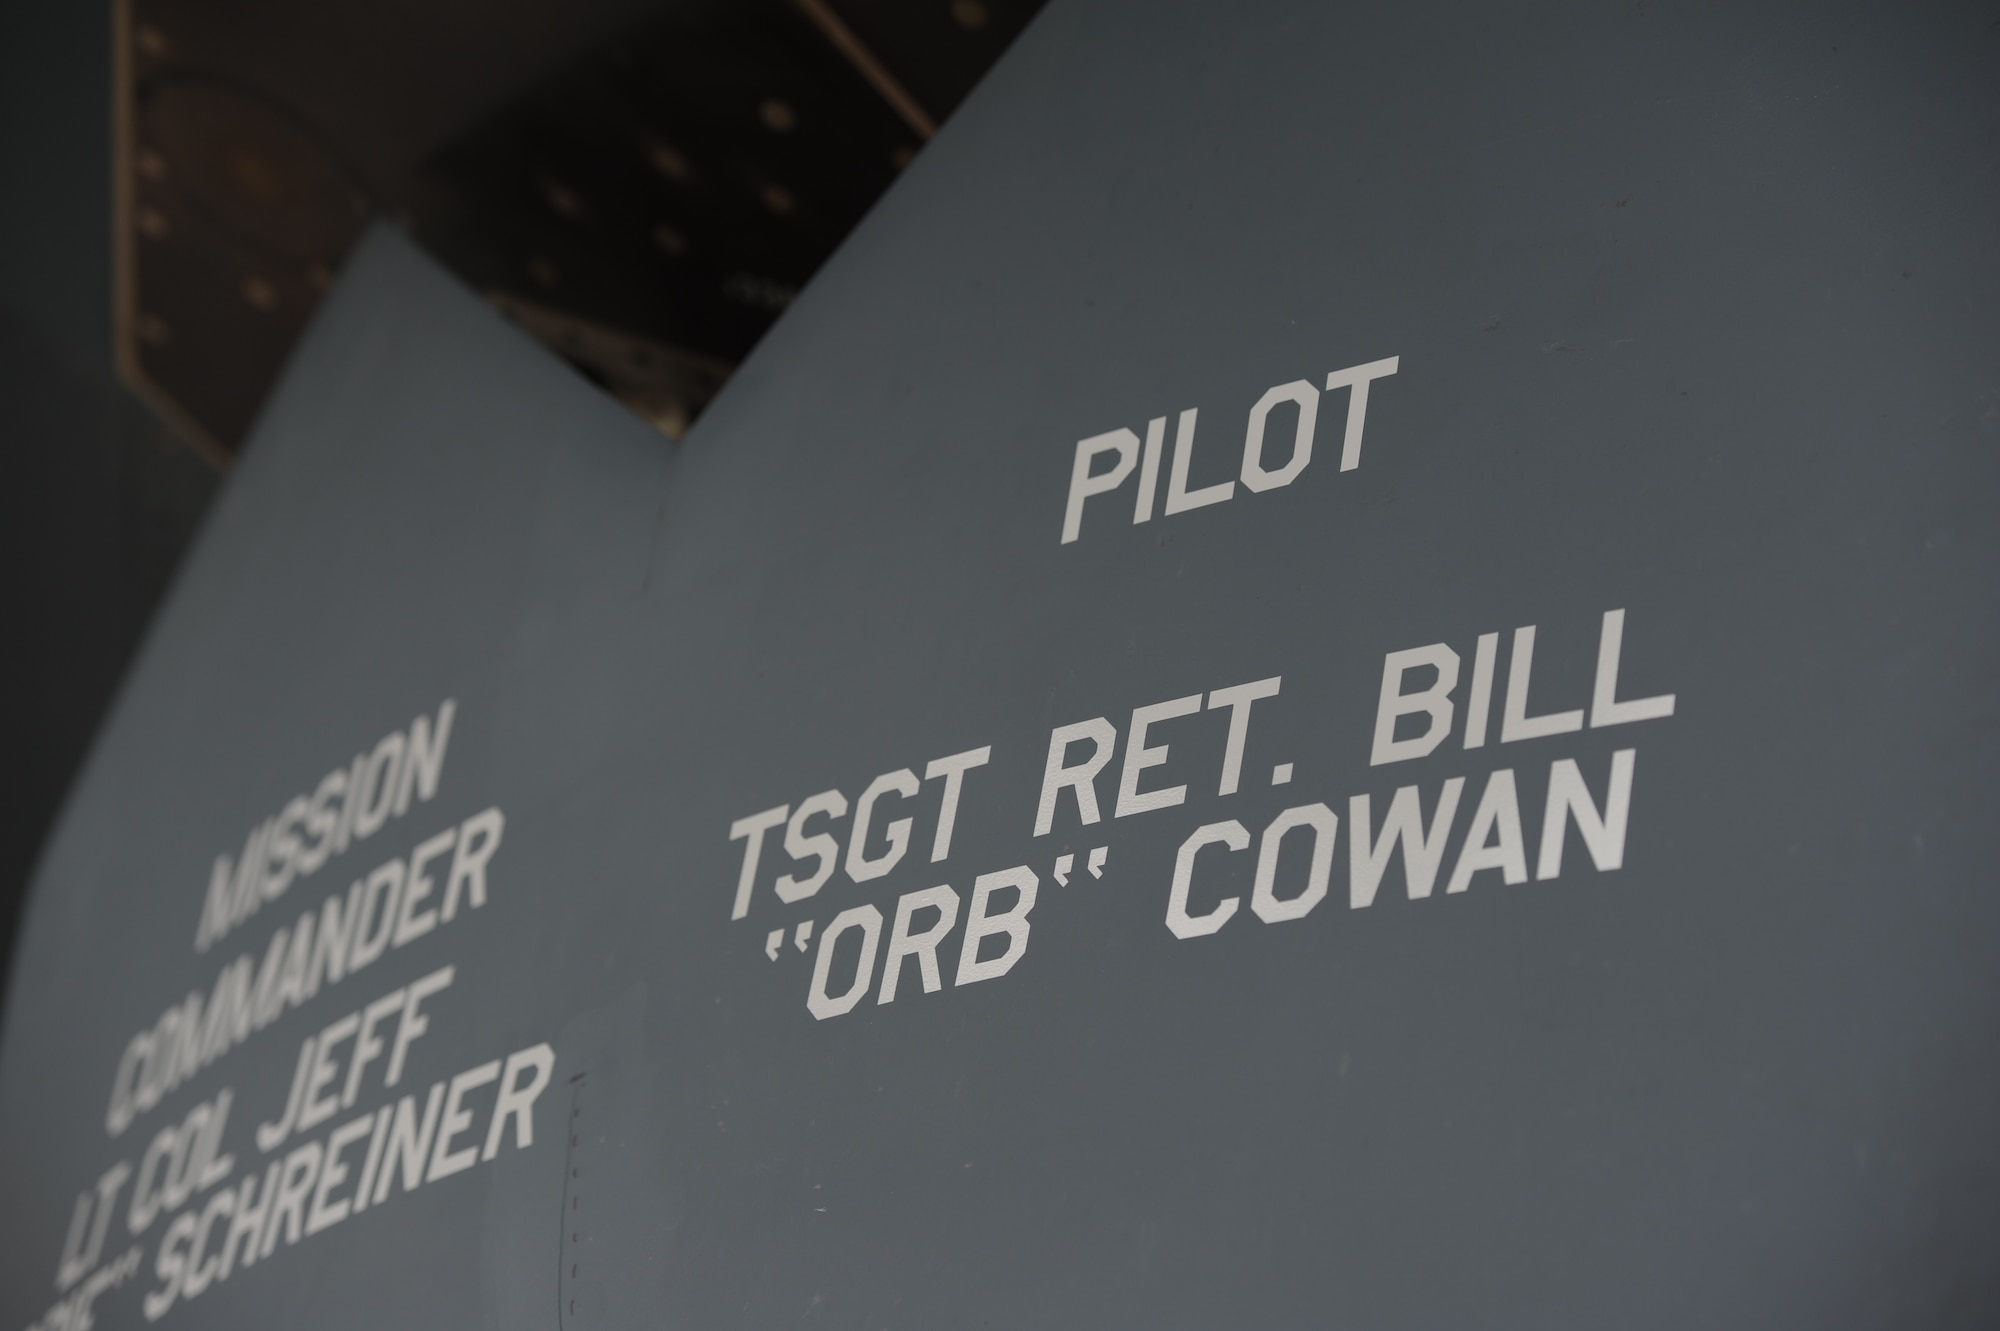 PILOT
TSGT RET. BILL
"ORB" COWAN
MISSION
COMMANDER
LT COL JEFF
SCHREINER